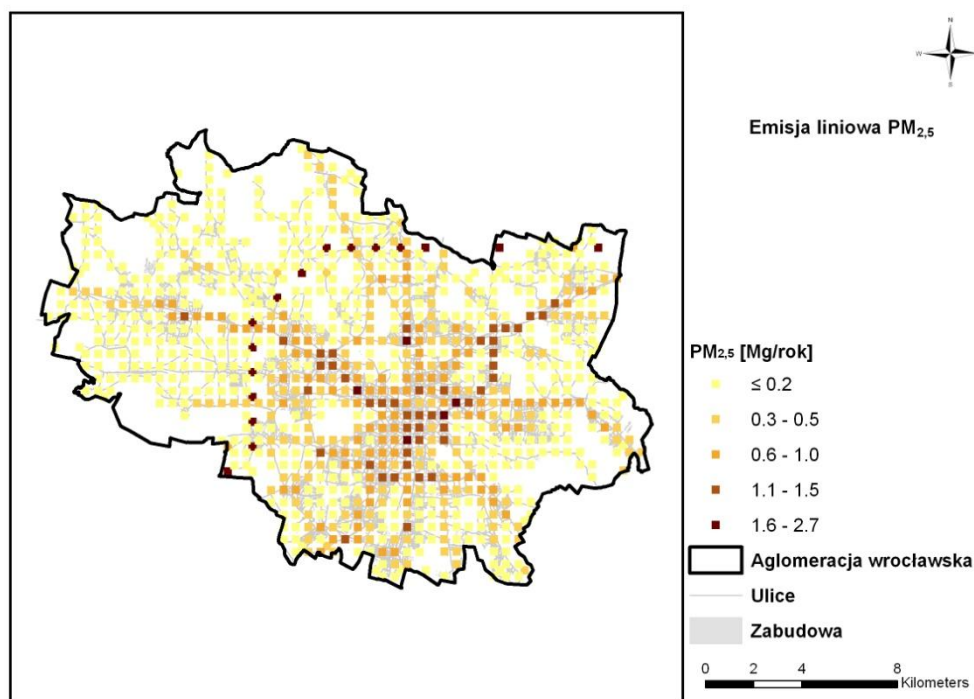 N
W
S
Emisja liniowa PM2,5
PM2,5 [Mg/rok]
≤ 0.2
0.3 - 0.5
0.6 - 1.0
1.1 - 1.5
1.6 - 2.7
Aglomeracja wrocławska
Ulice
Zabudowa
0 2 4 8
Kilometers